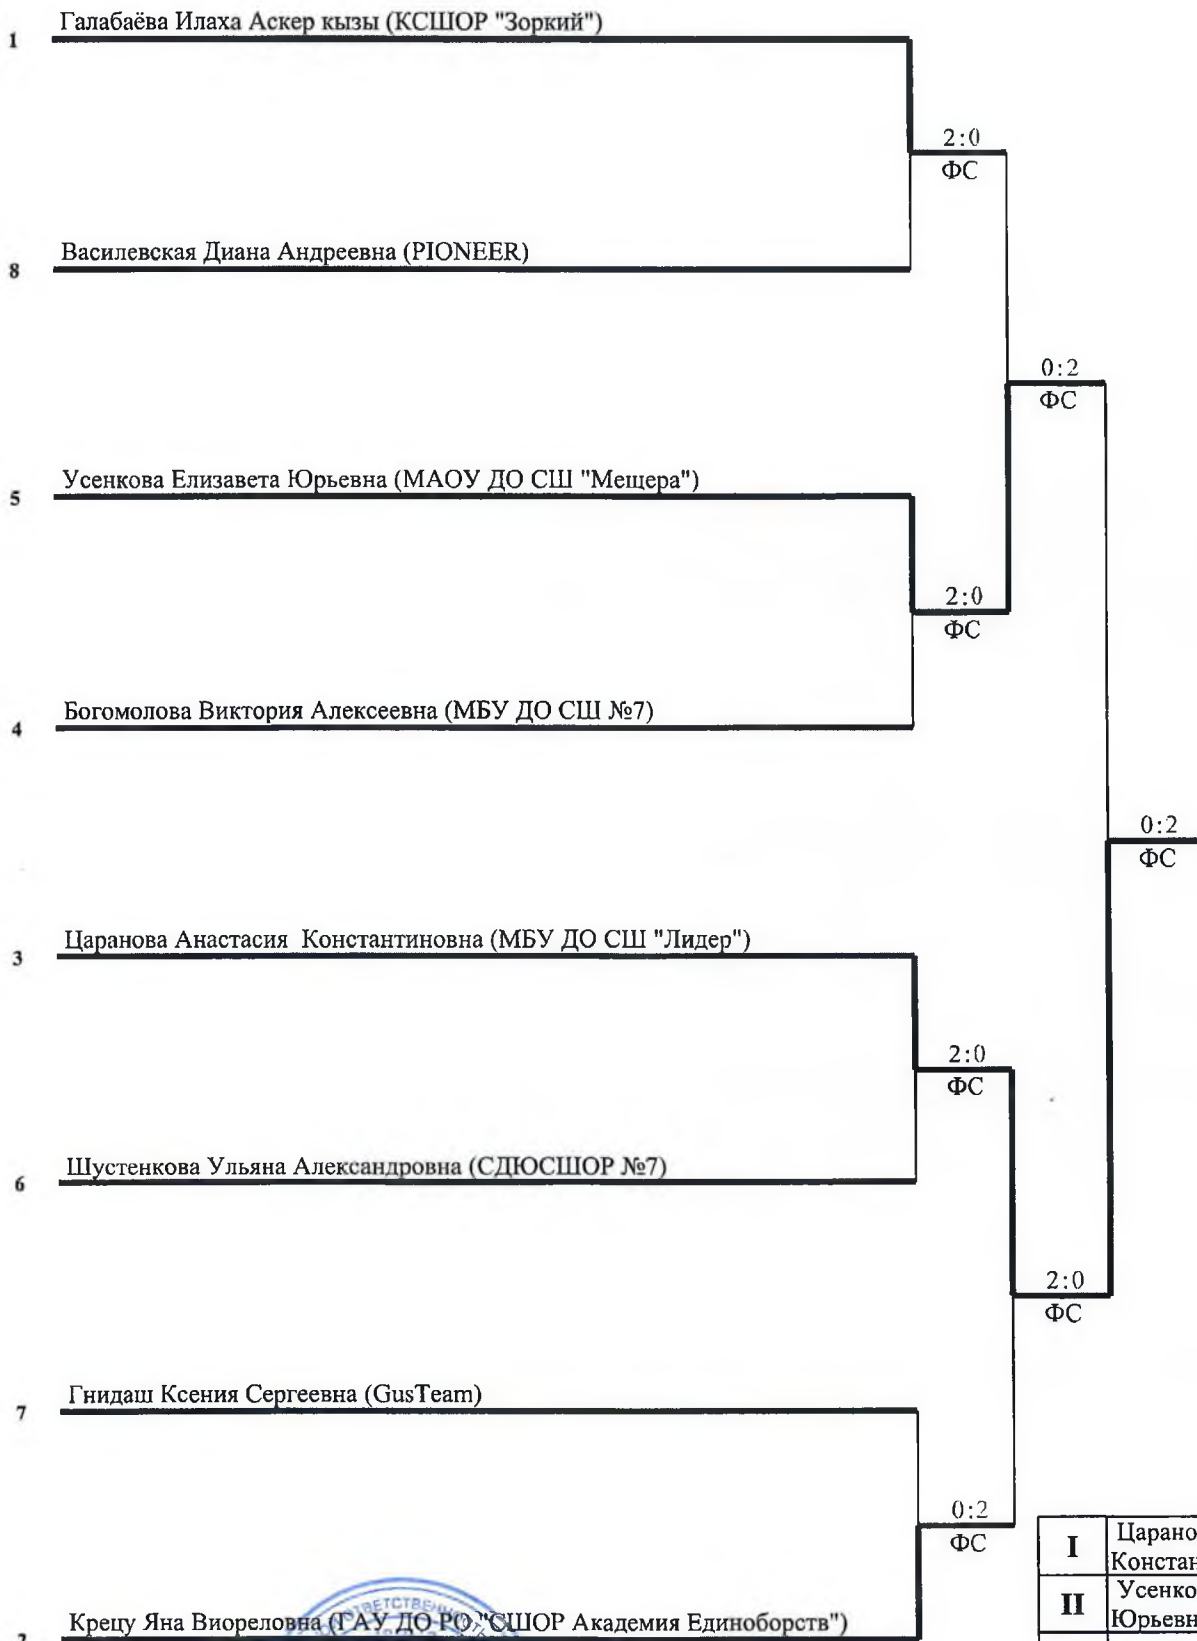 Галабаёва Илаха Аскер кызы (КСШОР "Зоркий")
1
2:0
ФС
Василевская Диана Андреевна (PIONEER)
8
0:2
ФС
Усенкова Елизавета Юрьевна (МАОУ ДО СШ "Мещера")
5
2:0
ФС
Богомолова Виктория Алексеевна (МБУ ДО СШ №7)
4
0:2
ФС
Царанова Анастасия Константиновна (МБУ ДО СШ "Лидер")
3
2:0
ФС
Шустенкова Ульяна Александровна (СДЮСШОР №7)
6
2:0
ФС
Гнидаш Ксения Сергеевна (GusTeam)
7
0:2
ФС
I Царано
Констан
II Усенко
Юрьевн
Крецу Яна Виореловна (ГАУ ДО РО "СШОР Академия Единоборств")